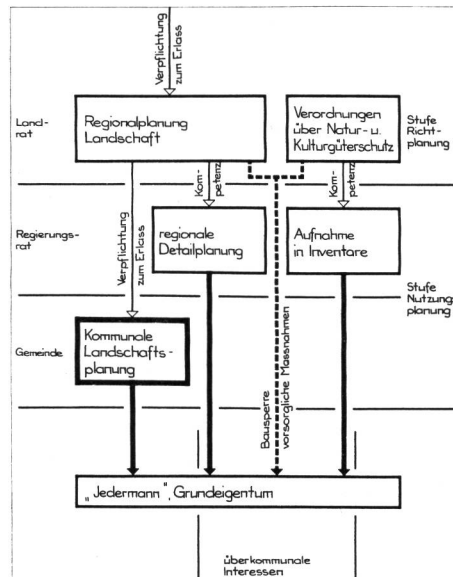 Verpflichtung
zum Erlass
Land-
rat
Regionalplanung
Landschaft
Verordnungen
über Natur- u.
Kulturgüterschutz
Stufe
Richt-
planung
Kom-
petenz
Kom-
petenz
Verpflichtung
zum Erlass
Regierungs-
rat
regionale
Detailplanung
Aufnahme
in Inventare
Stufe
Nutzung
planung
Gemeinde
Kommunale
Landschafts-
planung
Bausperre
vorsorgliche Massnahmen
„Jedermann", Grundeigentum
überkommunale
Interessen